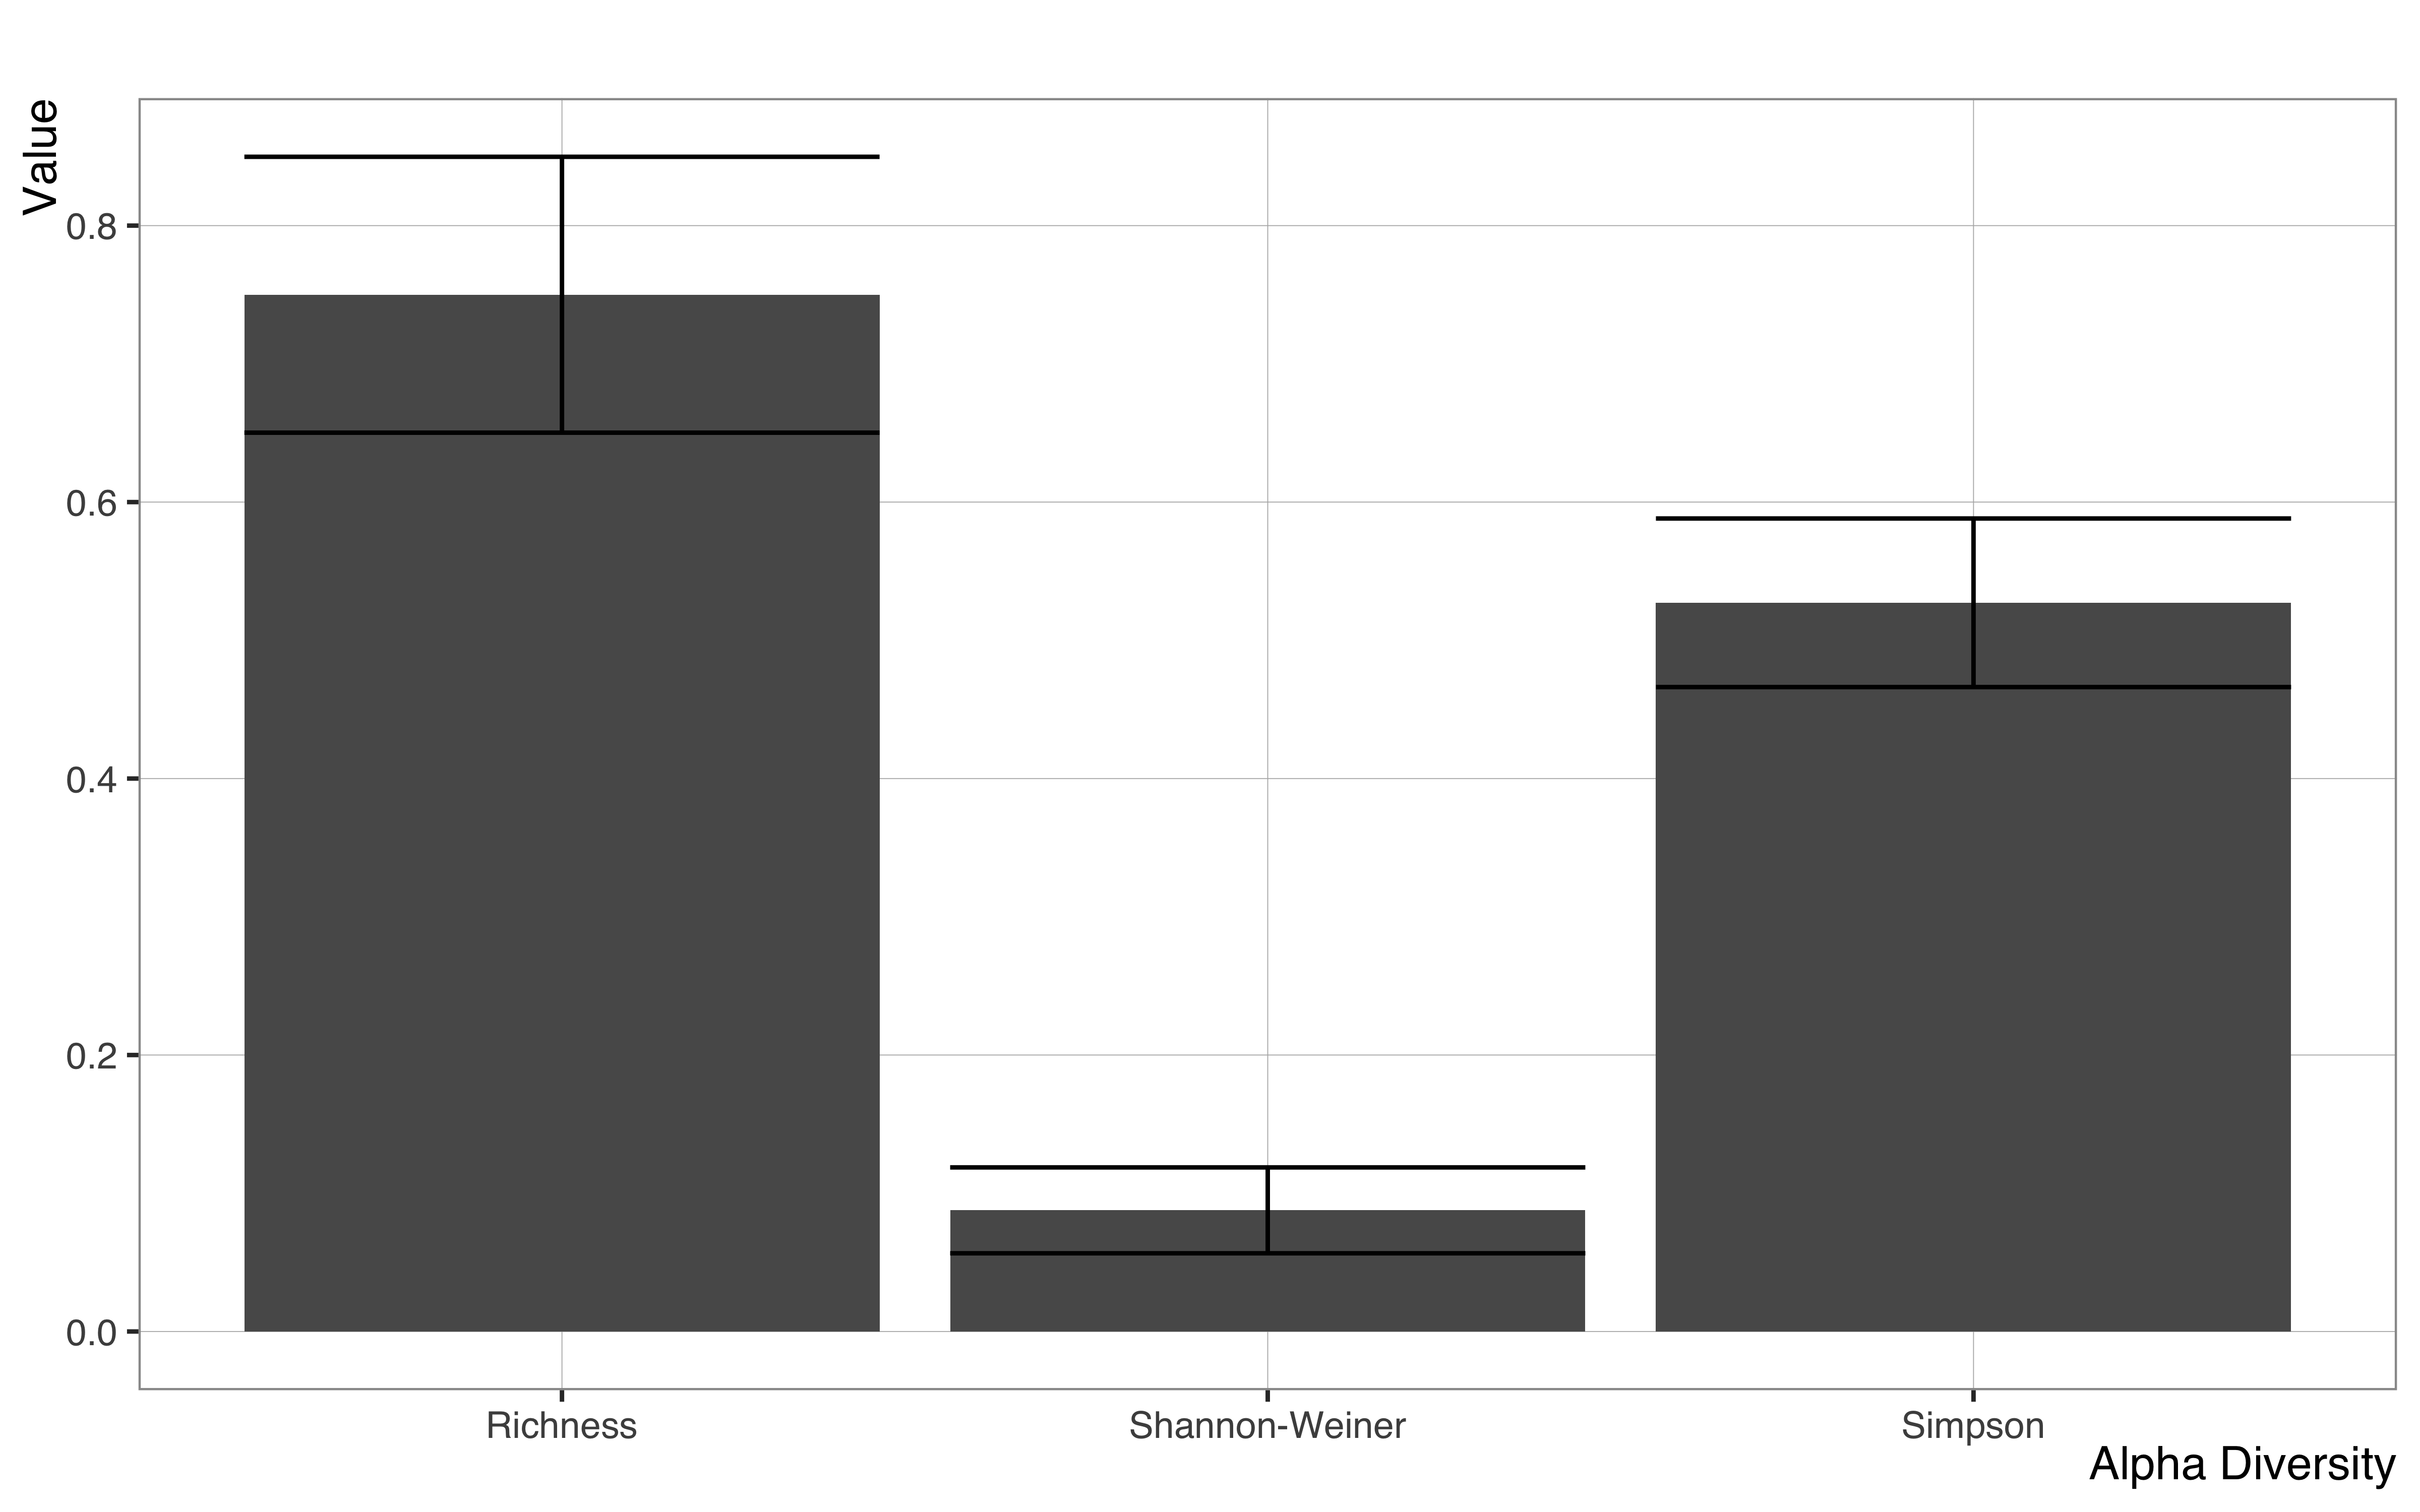 Value
0.8
0.6
0.4
0.2
0.0
Richness
Shannon-Weiner
Simpson
Alpha Diversity